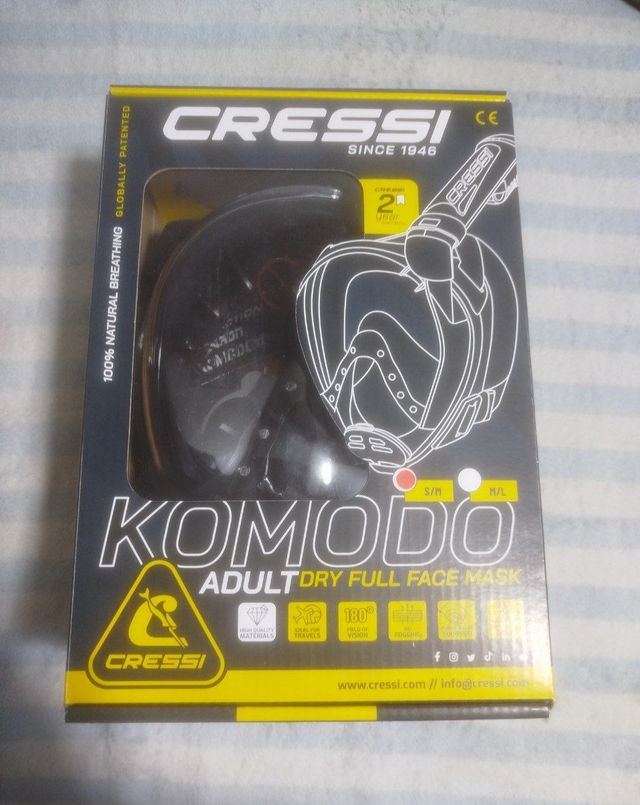 CRESSI
SINCE 1946
CE
GLOBALLY PATENTED
100% NATURAL BREATHING
CRESSI
2
year
CRESSI
S/M
M/L
KOMODO
ADULT DRY FULL FACE MASK
HIGH QUALITY
MATERIALS
IDEAL FOR
TRAVELS
180°
FIELD OF
VISION
FOGGING
CRESSI
www.cressi.com // info@cressi.com